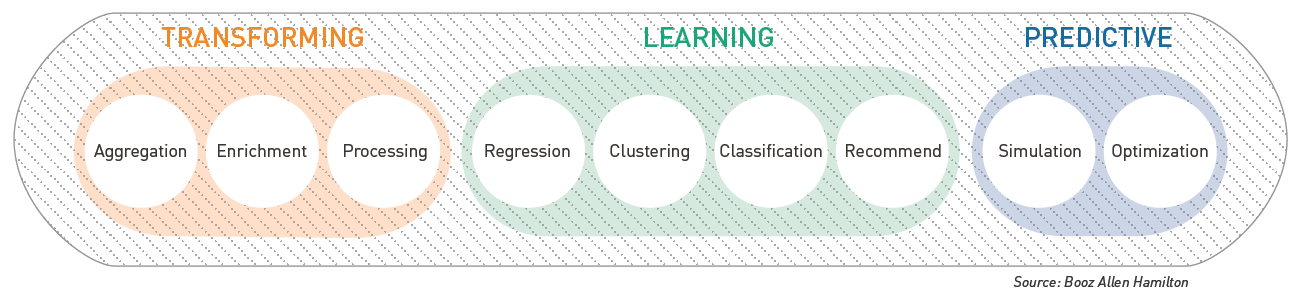 TRANSFORMING
LEARNING
PREDICTIVE
Aggregation
Enrichment
Processing
Regression
Clustering
Classification
Recommend
Simulation
Optimization
Source: Booz Allen Hamilton